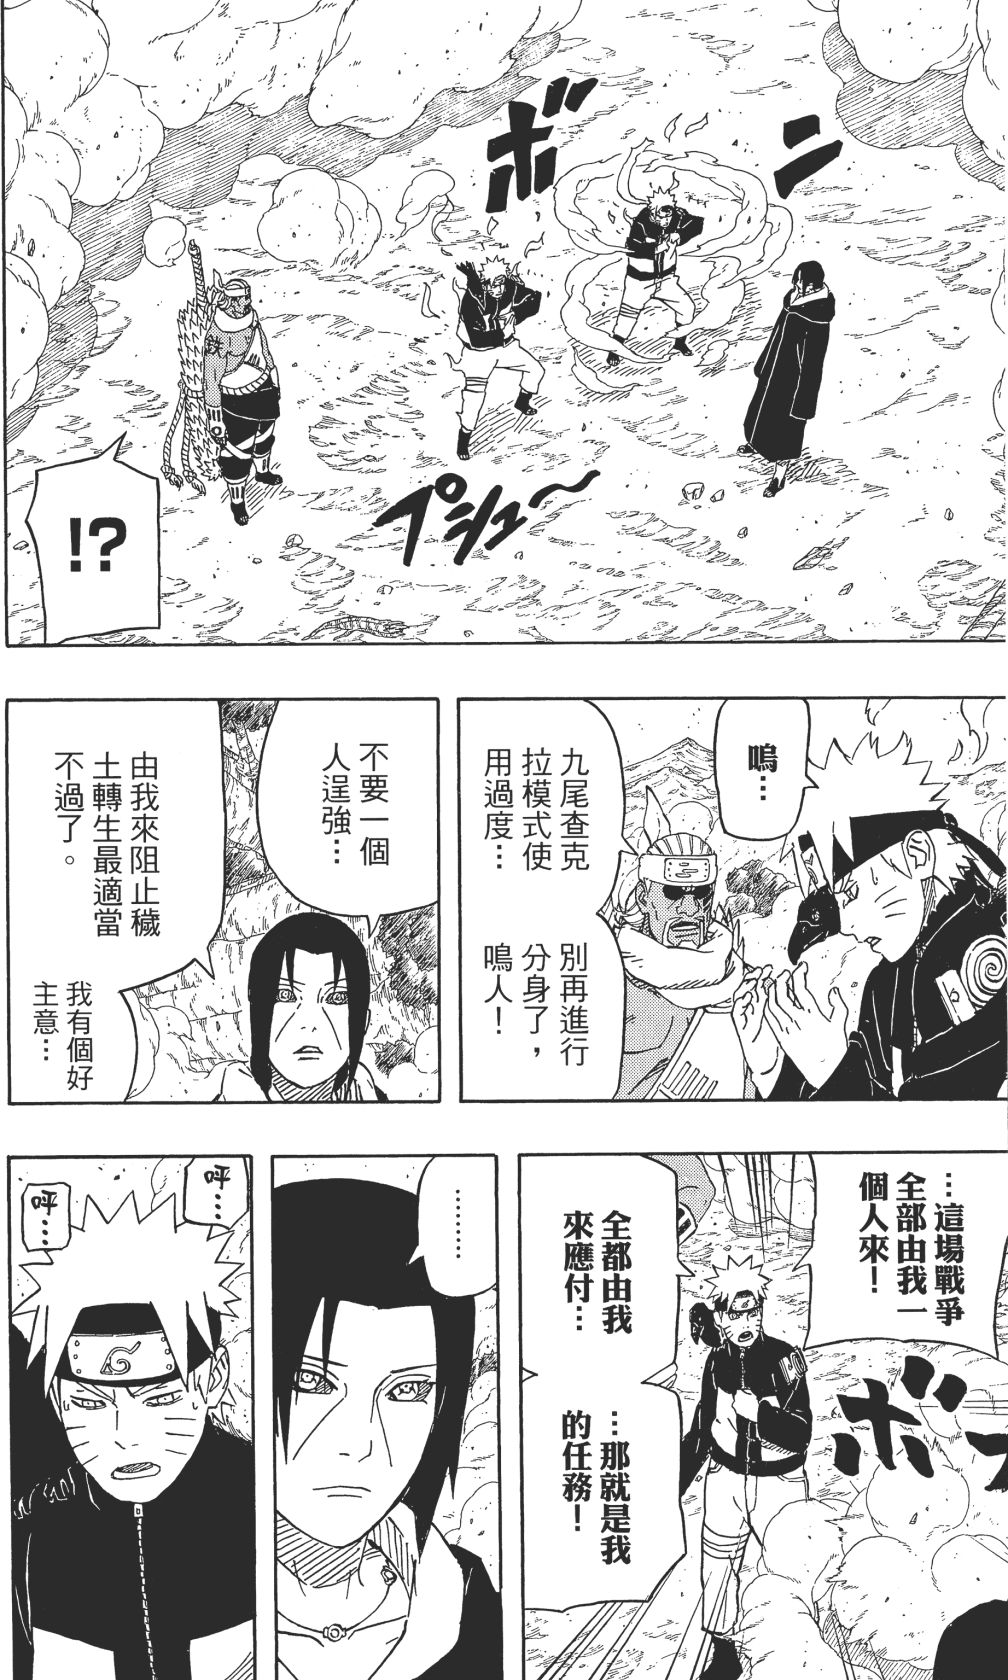 ボン
鉄
プシュ〜
!?
嗚…
九尾查克
拉模式使
用過度…
別再進行
分身了，
鳴人！
不要一個
人逞強…
由我來阻止穢
土轉生最適當
不過了。
我有個好
主意…
…這場戰爭
全部由我一
個人來！
ボ
全都由我
來應付…
…那就是我
的任務！
………
呼…
呼…